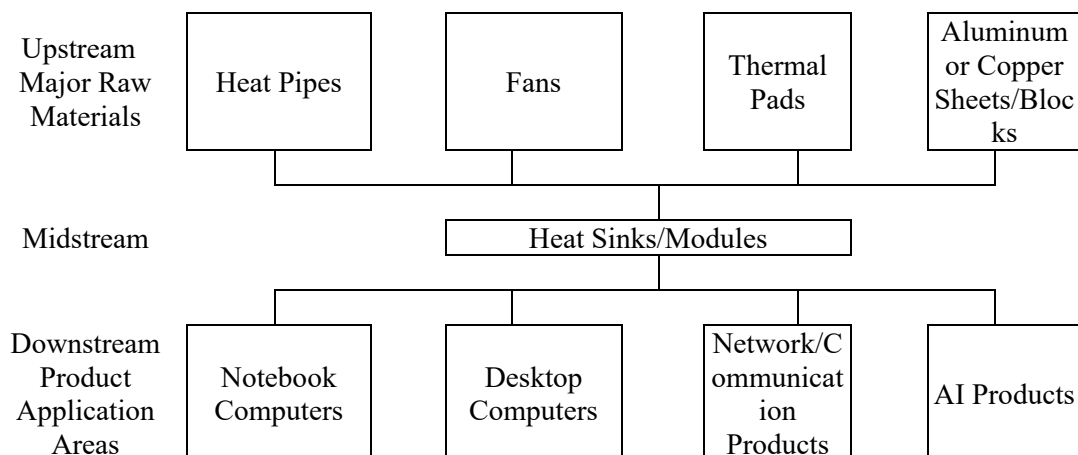 Upstream
Major Raw
Materials
Heat Pipes
Fans
Thermal
Pads
Aluminum
or Copper
Sheets/Bloc
ks
Midstream
Heat Sinks/Modules
Downstream
Product
Application
Areas
Notebook
Computers
Desktop
Computers
Network/C
ommunicat
ion
Products
AI Products